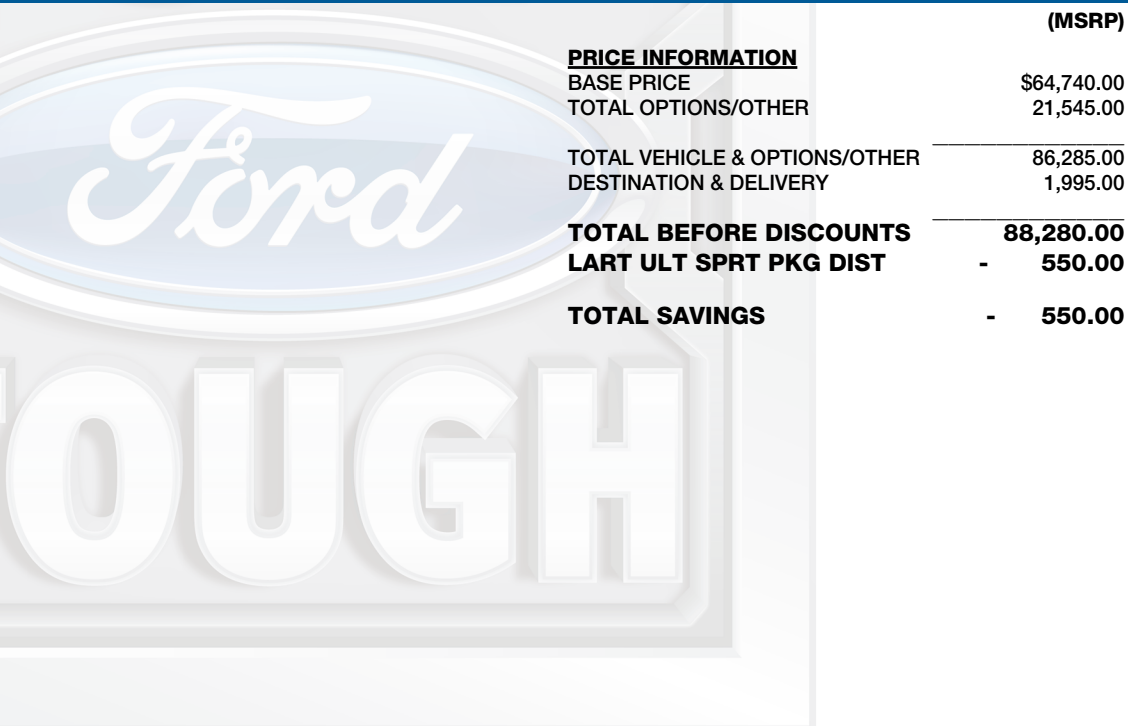 (MSRP)
PRICE INFORMATION
BASE PRICE $64,740.00
TOTAL OPTIONS/OTHER 21,545.00
TOTAL VEHICLE & OPTIONS/OTHER 86,285.00
DESTINATION & DELIVERY 1,995.00
TOTAL BEFORE DISCOUNTS 88,280.00
LART ULT SPRT PKG DIST - 550.00
TOTAL SAVINGS - 550.00
Ford
TOUGH